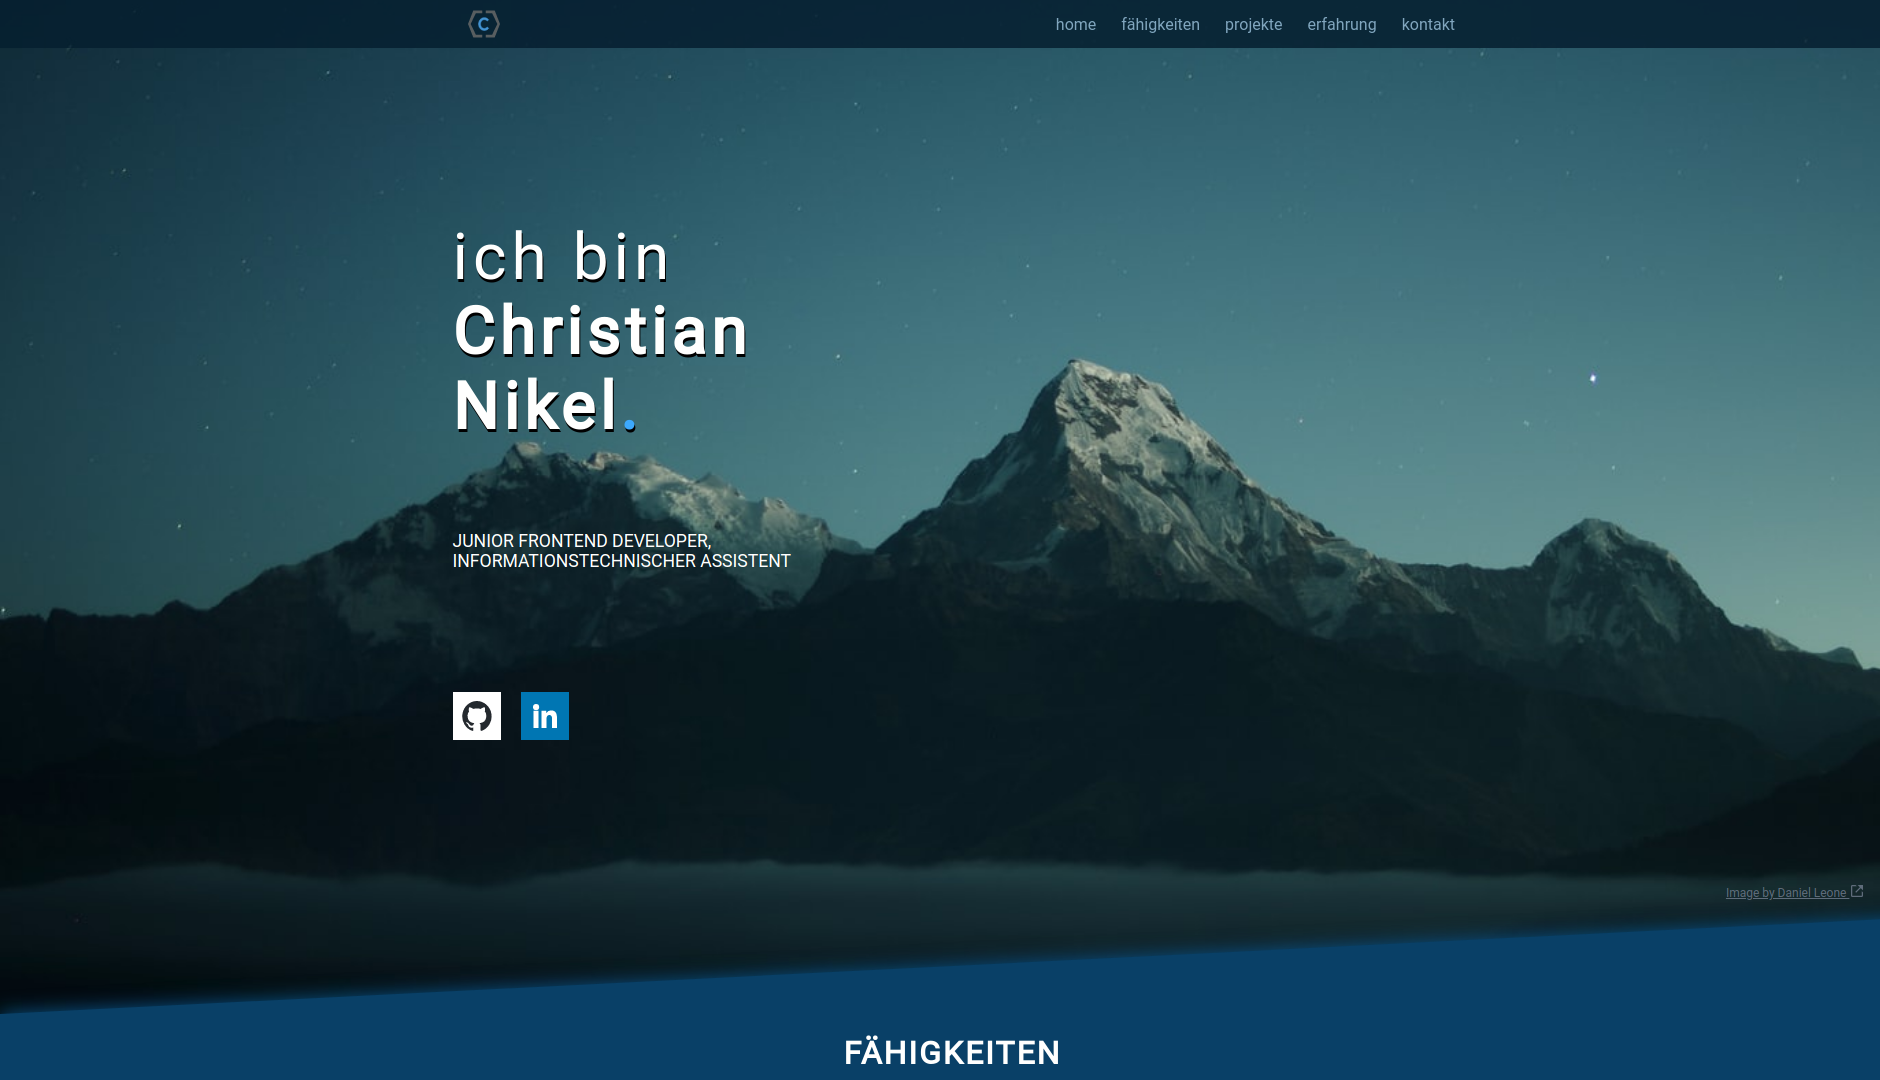 C
home fähigkeiten projekte erfahrung kontakt
ich bin
Christian
Nikel.
JUNIOR FRONTEND DEVELOPER,
INFORMATIONSTECHNISCHER ASSISTENT
in
Image by Daniel Leone
FÄHIGKEITEN